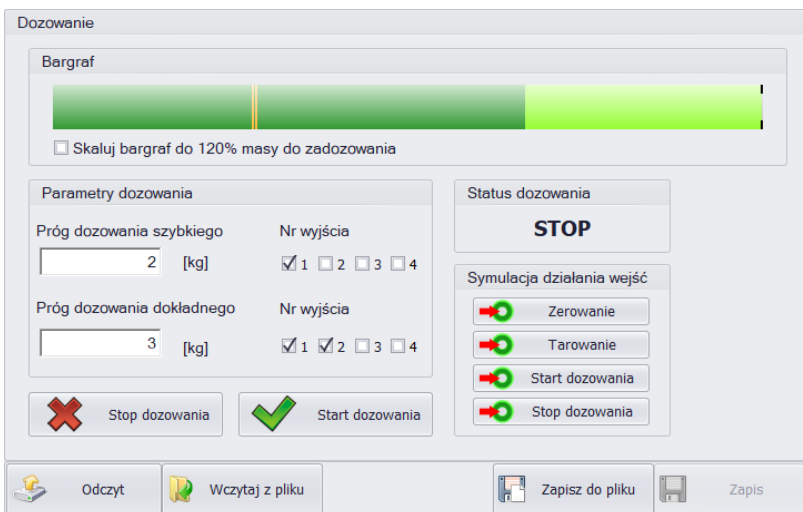 Dozowanie
Bargraf
Skaluj bargraf do 120% masy do zadozowania
Parametry dozowania
Próg dozowania szybkiego Nr wyjścia
2 [kg] 1 2 3 4
Próg dozowania dokładnego Nr wyjścia
3 [kg] 1 2 3 4
Status dozowania
STOP
Symulacja działania wejść
Zerowanie
Tarowanie
Start dozowania
Stop dozowania
Stop dozowania Start dozowania
Odczyt Wczytaj z pliku Zapisz do pliku Zapis